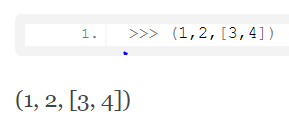 1. >>> (1,2,[3,4])
(1, 2, [3, 4])